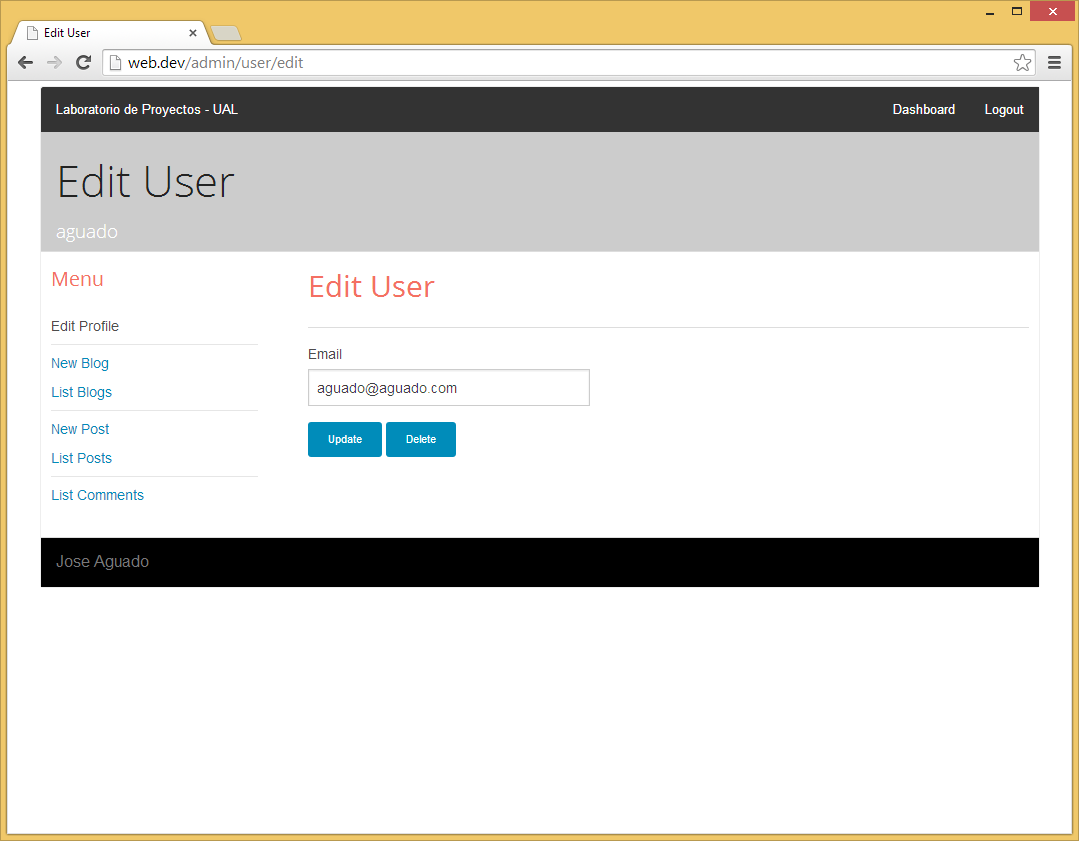 Edit User
web.dev/admin/user/edit
Laboratorio de Proyectos - UAL
Dashboard
Logout
Edit User
aguado
Menu
Edit Profile
New Blog
List Blogs
New Post
List Posts
List Comments
Edit User
Email
aguado@aguado.com
Update
Delete
Jose Aguado